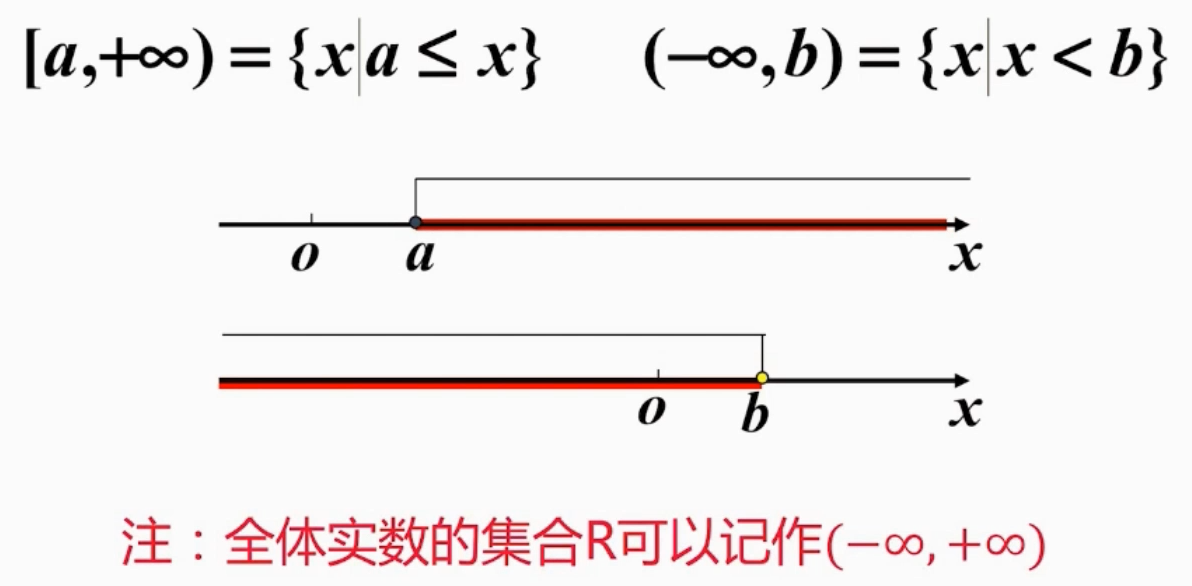 [a,+∞) = {x|a ≤ x} (−∞,b) = {x|x < b}
o a x
o b x
注：全体实数的集合R可以记作(−∞,+∞)